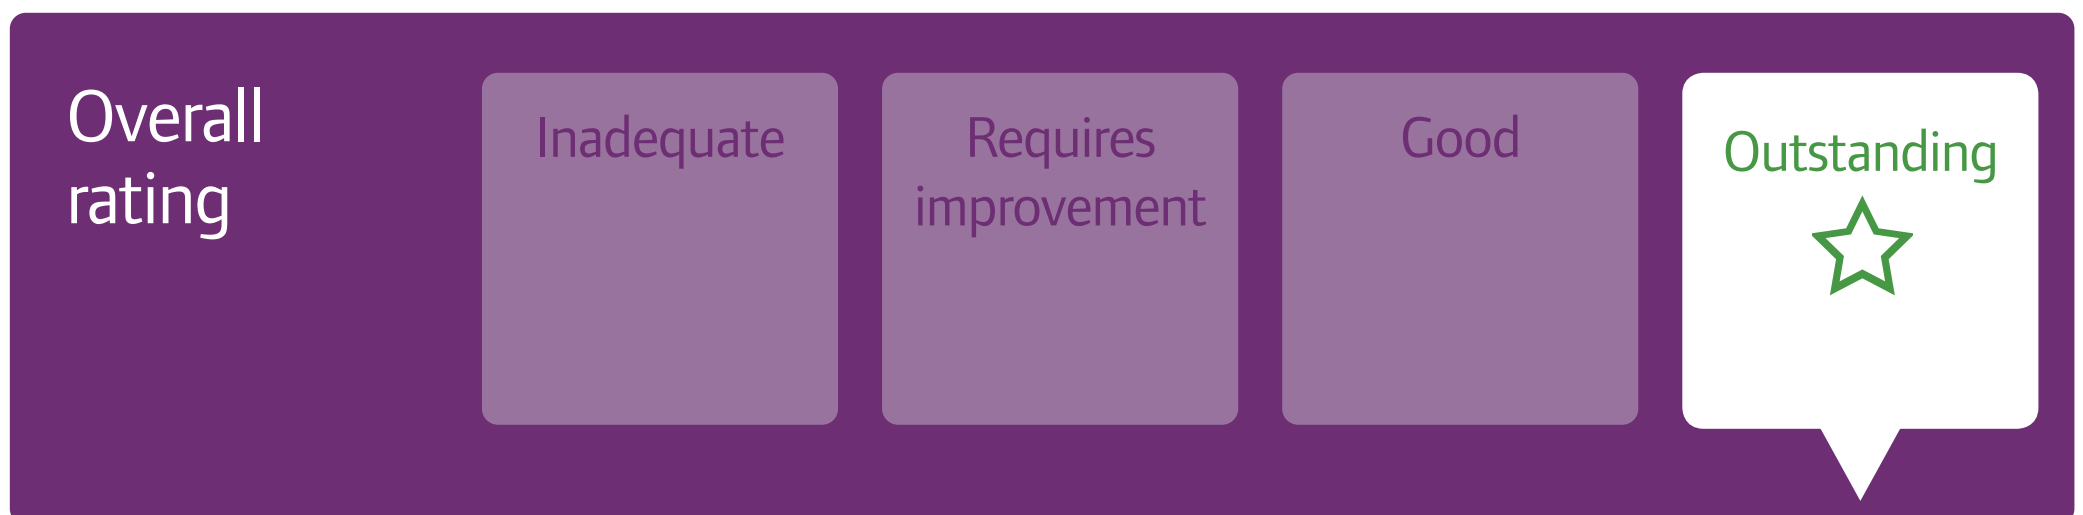 Overall
rating
Inadequate
Requires
improvement
Good
Outstanding